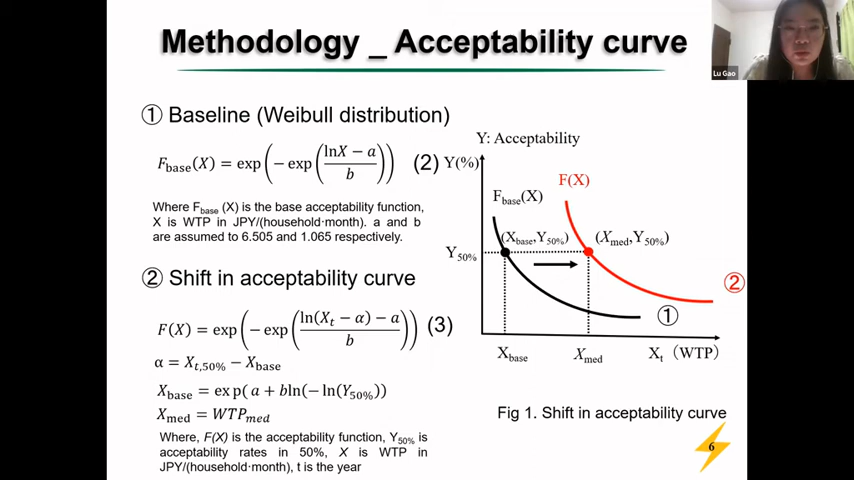 Methodology _ Acceptability curve
Lu Gao
① Baseline (Weibull distribution)
F_base(X) = exp(−exp((lnX − a)/b)) (2)
Where F_base (X) is the base acceptability function,
X is WTP in JPY/(household·month). a and b
are assumed to 6.505 and 1.065 respectively.
② Shift in acceptability curve
F(X) = exp(−exp((ln(X_t − α) − a)/b)) (3)
α = X_t,50% − X_base
X_base = exp( a + bln(− ln(Y_50%))
X_med = WTP_med
Where, F(X) is the acceptability function, Y_50% is
acceptability rates in 50%, X is WTP in
JPY/(household·month), t is the year
Y: Acceptability
Y(%)
F(X)
F_base(X)
(X_base,Y_50%)
(X_med,Y_50%)
Y_50%
②
①
X_base
X_med
X_t (WTP)
Fig 1. Shift in acceptability curve
6